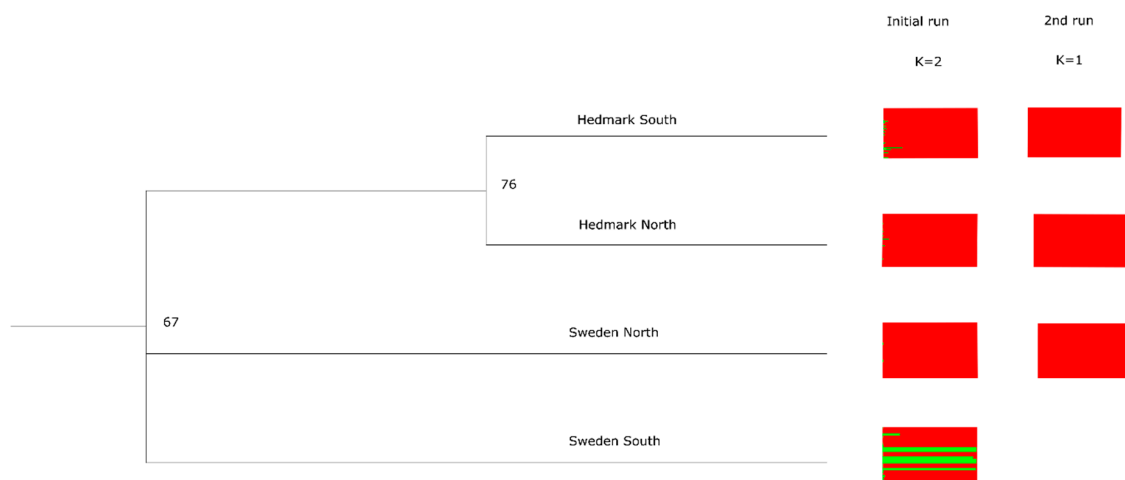 Initial run 2nd run
K=2 K=1
Hedmark South
76
Hedmark North
67
Sweden North
Sweden South